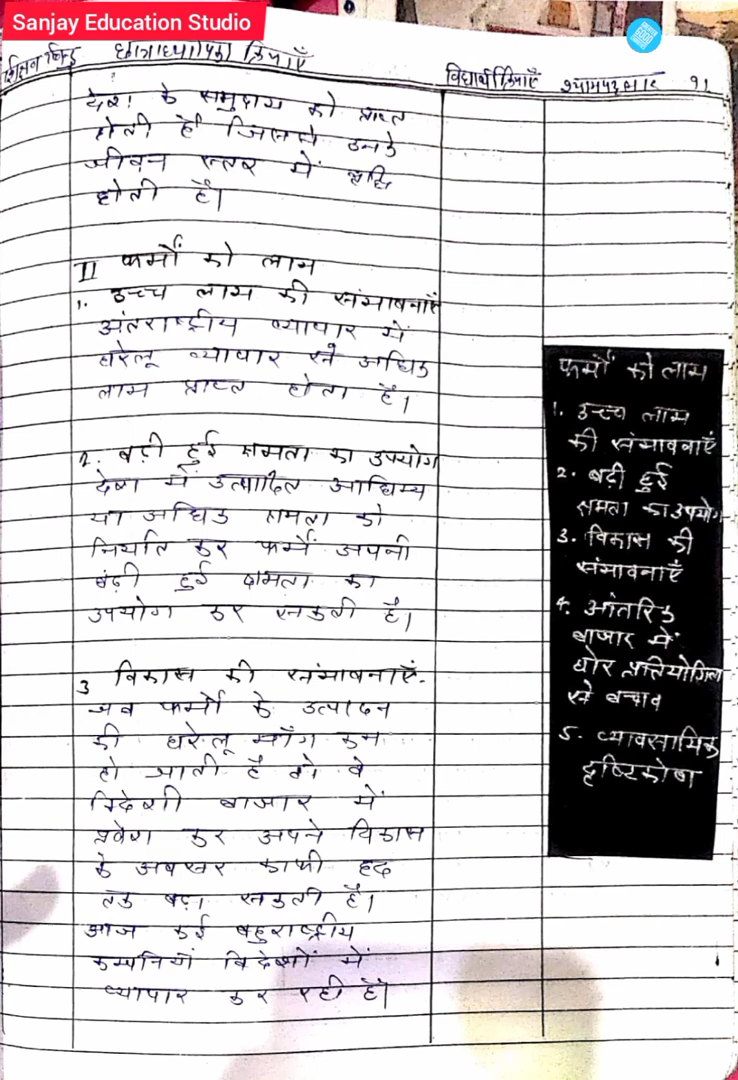 Sanjay Education Studio
शिक्षण बिन्दु छात्राध्यापिका क्रियाएँ विद्यार्थी क्रियाएँ श्यामपट्ट सार 91
देश के समुदाय को प्राप्त
होती हैं जिससे उनके
जीवन स्तर में वृद्धि
होती है।
II फर्मों को लाभ
1. उच्च लाभ की संभावनाएँ
अंतराष्ट्रीय व्यापार में
घरेलू व्यापार से अधिक
लाभ प्राप्त होता है।
2. बढ़ी हुई क्षमता का उपयोग
देश में उत्पादित आधिम्य
या अधिक क्षमता को
निर्यात कर फर्में अपनी
बढ़ी हुई क्षमता का
उपयोग कर सकती है।
3 विकास की संभावनाएँ-
जब फर्मों के उत्पादन
की घरेलू माँग कम
हो जाती है तो वे
विदेशी बाजार में
प्रवेश कर अपने विकास
के अवसर काफी हद
तक बढ़ा सकती है।
आज कई बहुराष्ट्रीय
कम्पनियां विदेशों में
व्यापार कर रही हैं।
फर्मों को लाभ
1. उच्च लाभ
की संभावनाएँ
2. बढ़ी हुई
क्षमता का उपयोग
3. विकास की
संभावनाएँ
4. आंतरिक
बाजार में
घोर प्रतियोगिता
से बचाव
5. व्यावसायिक
दृष्टिकोण